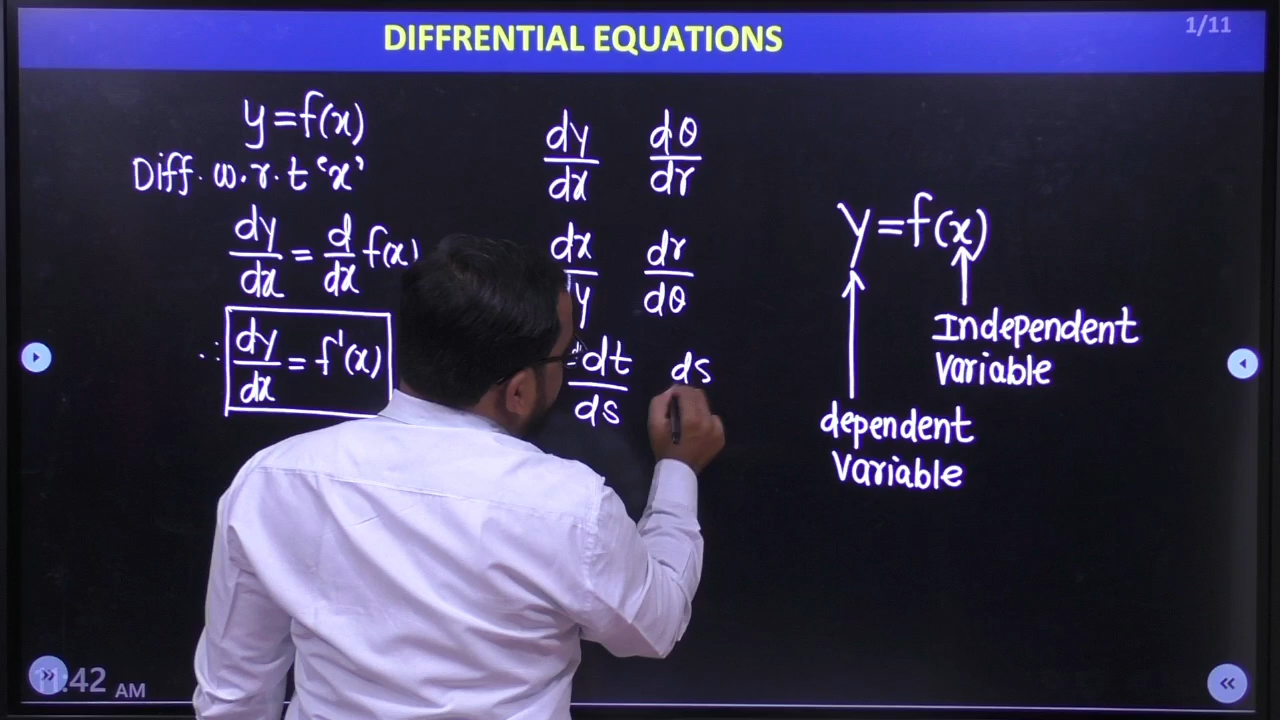 DIFFRENTIAL EQUATIONS
1/11
y=f(x)
Diff. w.r.t 'x'
dy/dx = d/dx f(x)
∴ dy/dx = f'(x)
dy/dx dθ/dr
dx/y dr/dθ
dt/ds ds
y=f(x)
Independent
Variable
dependent
Variable
:42 AM